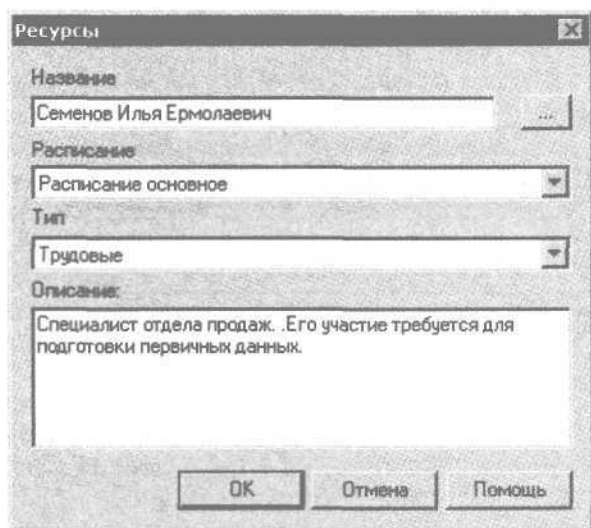 Ресурсы
Название
Семенов Илья Ермолаевич
...
Расписание
Расписание основное
Тип
Трудовые
Описание:
Специалист отдела продаж. .Его участие требуется для
подготовки первичных данных.
OK
Отмена
Помощь